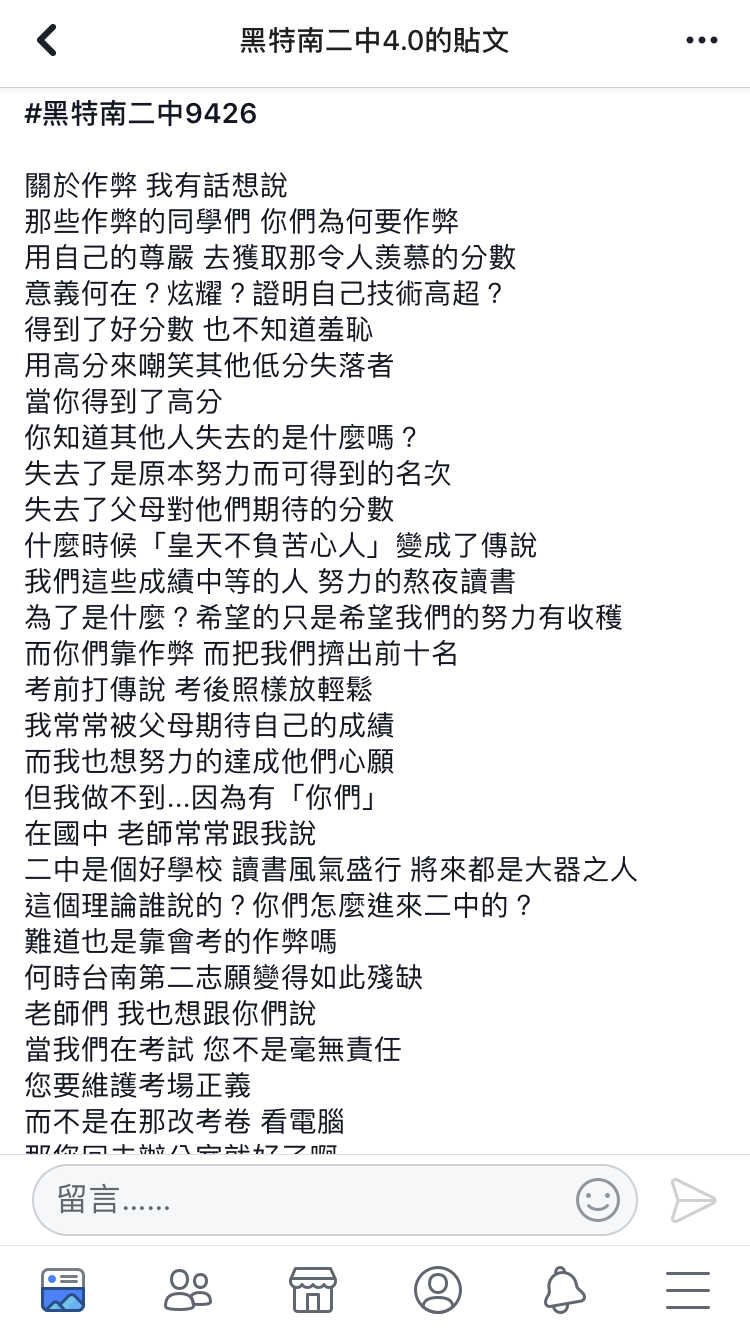 黑特南二中4.0的貼文
#黑特南二中9426
關於作弊 我有話想說
那些作弊的同學們 你們為何要作弊
用自己的尊嚴 去獲取那令人羨慕的分數
意義何在？炫耀？證明自己技術高超？
得到了好分數 也不知道羞恥
用高分來嘲笑其他低分失落者
當你得到了高分
你知道其他人失去的是什麼嗎？
失去了是原本努力而可得到的名次
失去了父母對他們期待的分數
什麼時候「皇天不負苦心人」變成了傳說
我們這些成績中等的人 努力的熬夜讀書
為了是什麼？希望的只是希望我們的努力有收穫
而你們靠作弊 而把我們擠出前十名
考前打傳說 考後照樣放輕鬆
我常常被父母期待自己的成績
而我也想努力的達成他們心願
但我做不到...因為有「你們」
在國中 老師常常跟我說
二中是個好學校 讀書風氣盛行 將來都是大器之人
這個理論誰說的？你們怎麼進來二中的？
難道也是靠會考的作弊嗎
何時台南第二志願變得如此殘缺
老師們 我也想跟你們說
當我們在考試 您不是毫無責任
您要維護考場正義
而不是在那改考卷 看電腦
那您回去辦公室就好了啊
留言......